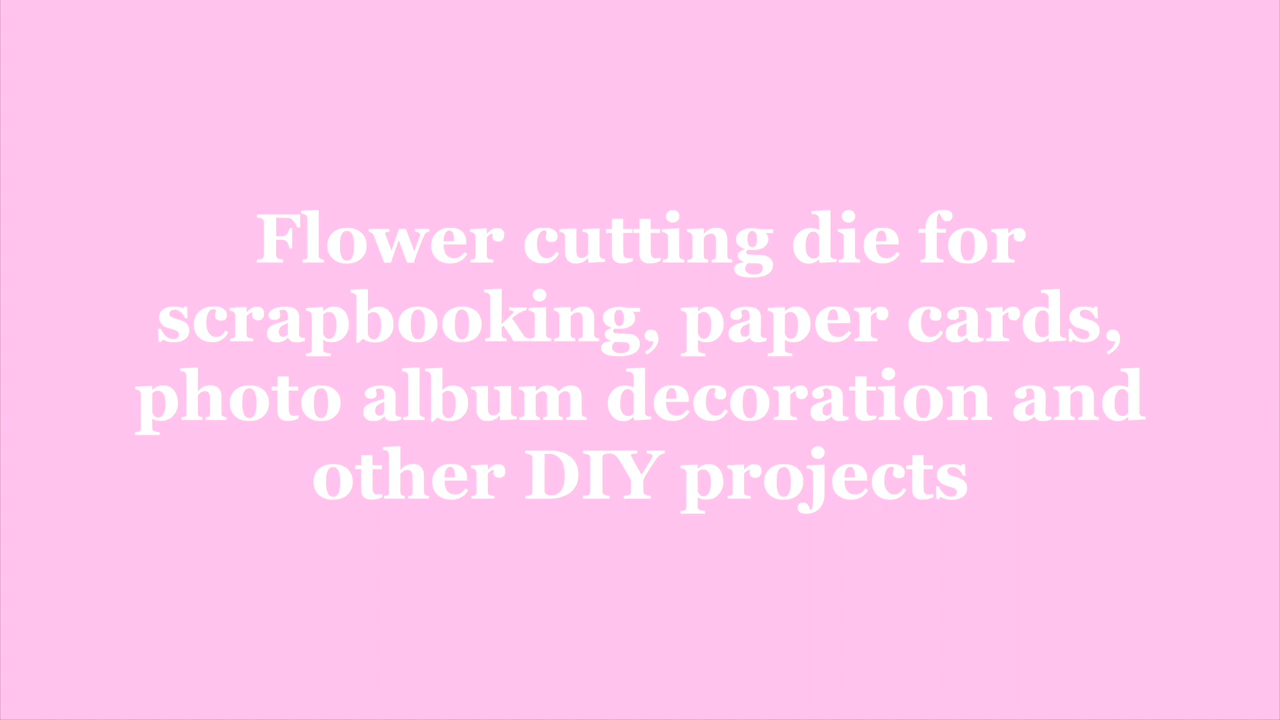 Flower cutting die for
scrapbooking, paper cards,
photo album decoration and
other DIY projects